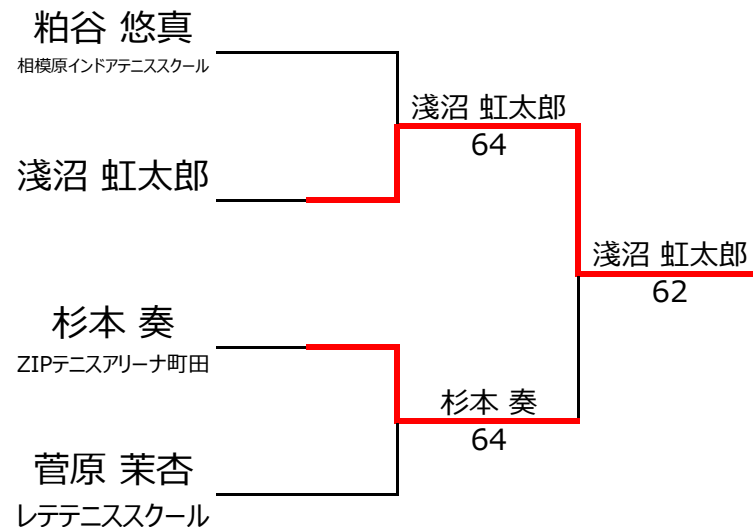 粕谷 悠真
相模原インドアテニススクール
淺沼 虹太郎
64
淺沼 虹太郎
淺沼 虹太郎
62
杉本 奏
ZIPテニスアリーナ町田
杉本 奏
64
菅原 茉杏
レテテニススクール